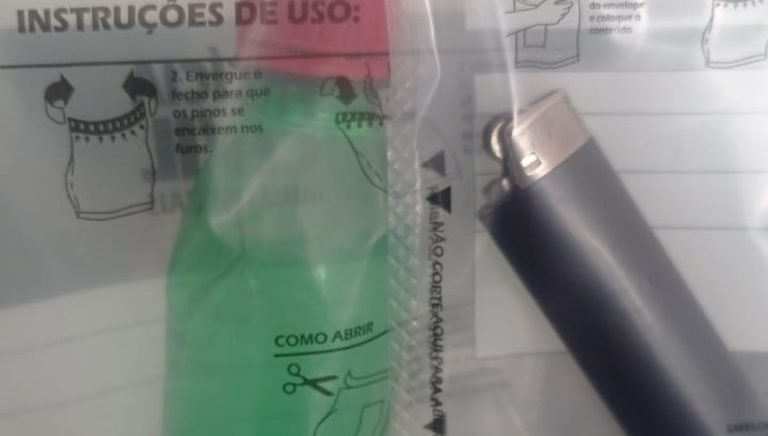 INSTRUÇÕES DE USO:
2. Envergue o
fecho para que
os pinos se
encaixem nos
furos.
do envelope
e coloque o
conteúdo.
NÃO CORTE AQUI PARA
COMO ABRIR